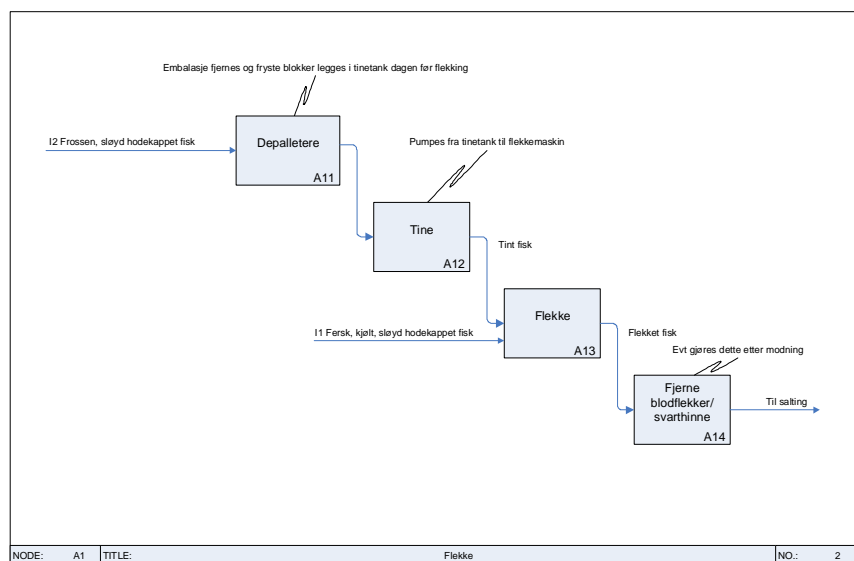 Embalasje fjernes og fryste blokker legges i tinetank dagen før flekking
I2 Frossen, sløyd hodekappet fisk
Depalletere
A11
Pumpes fra tinetank til flekkemaskin
Tine
A12
Tint fisk
I1 Fersk, kjølt, sløyd hodekappet fisk
Flekke
A13
Flekket fisk
Evt gjøres dette etter modning
Fjerne
blodflekker/
svarthinne
A14
Til salting
NODE: A1 TITLE: Flekke NO.: 2